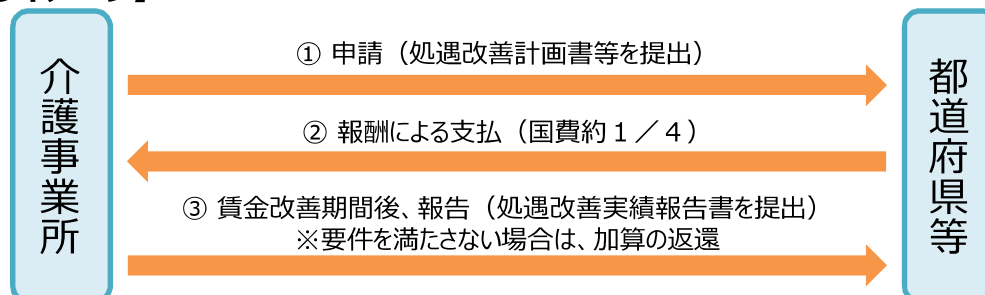 介護事業所
① 申請（処遇改善計画書等を提出）
② 報酬による支払（国費約１／４）
③ 賃金改善期間後、報告（処遇改善実績報告書を提出）
※要件を満たさない場合は、加算の返還
都道府県等